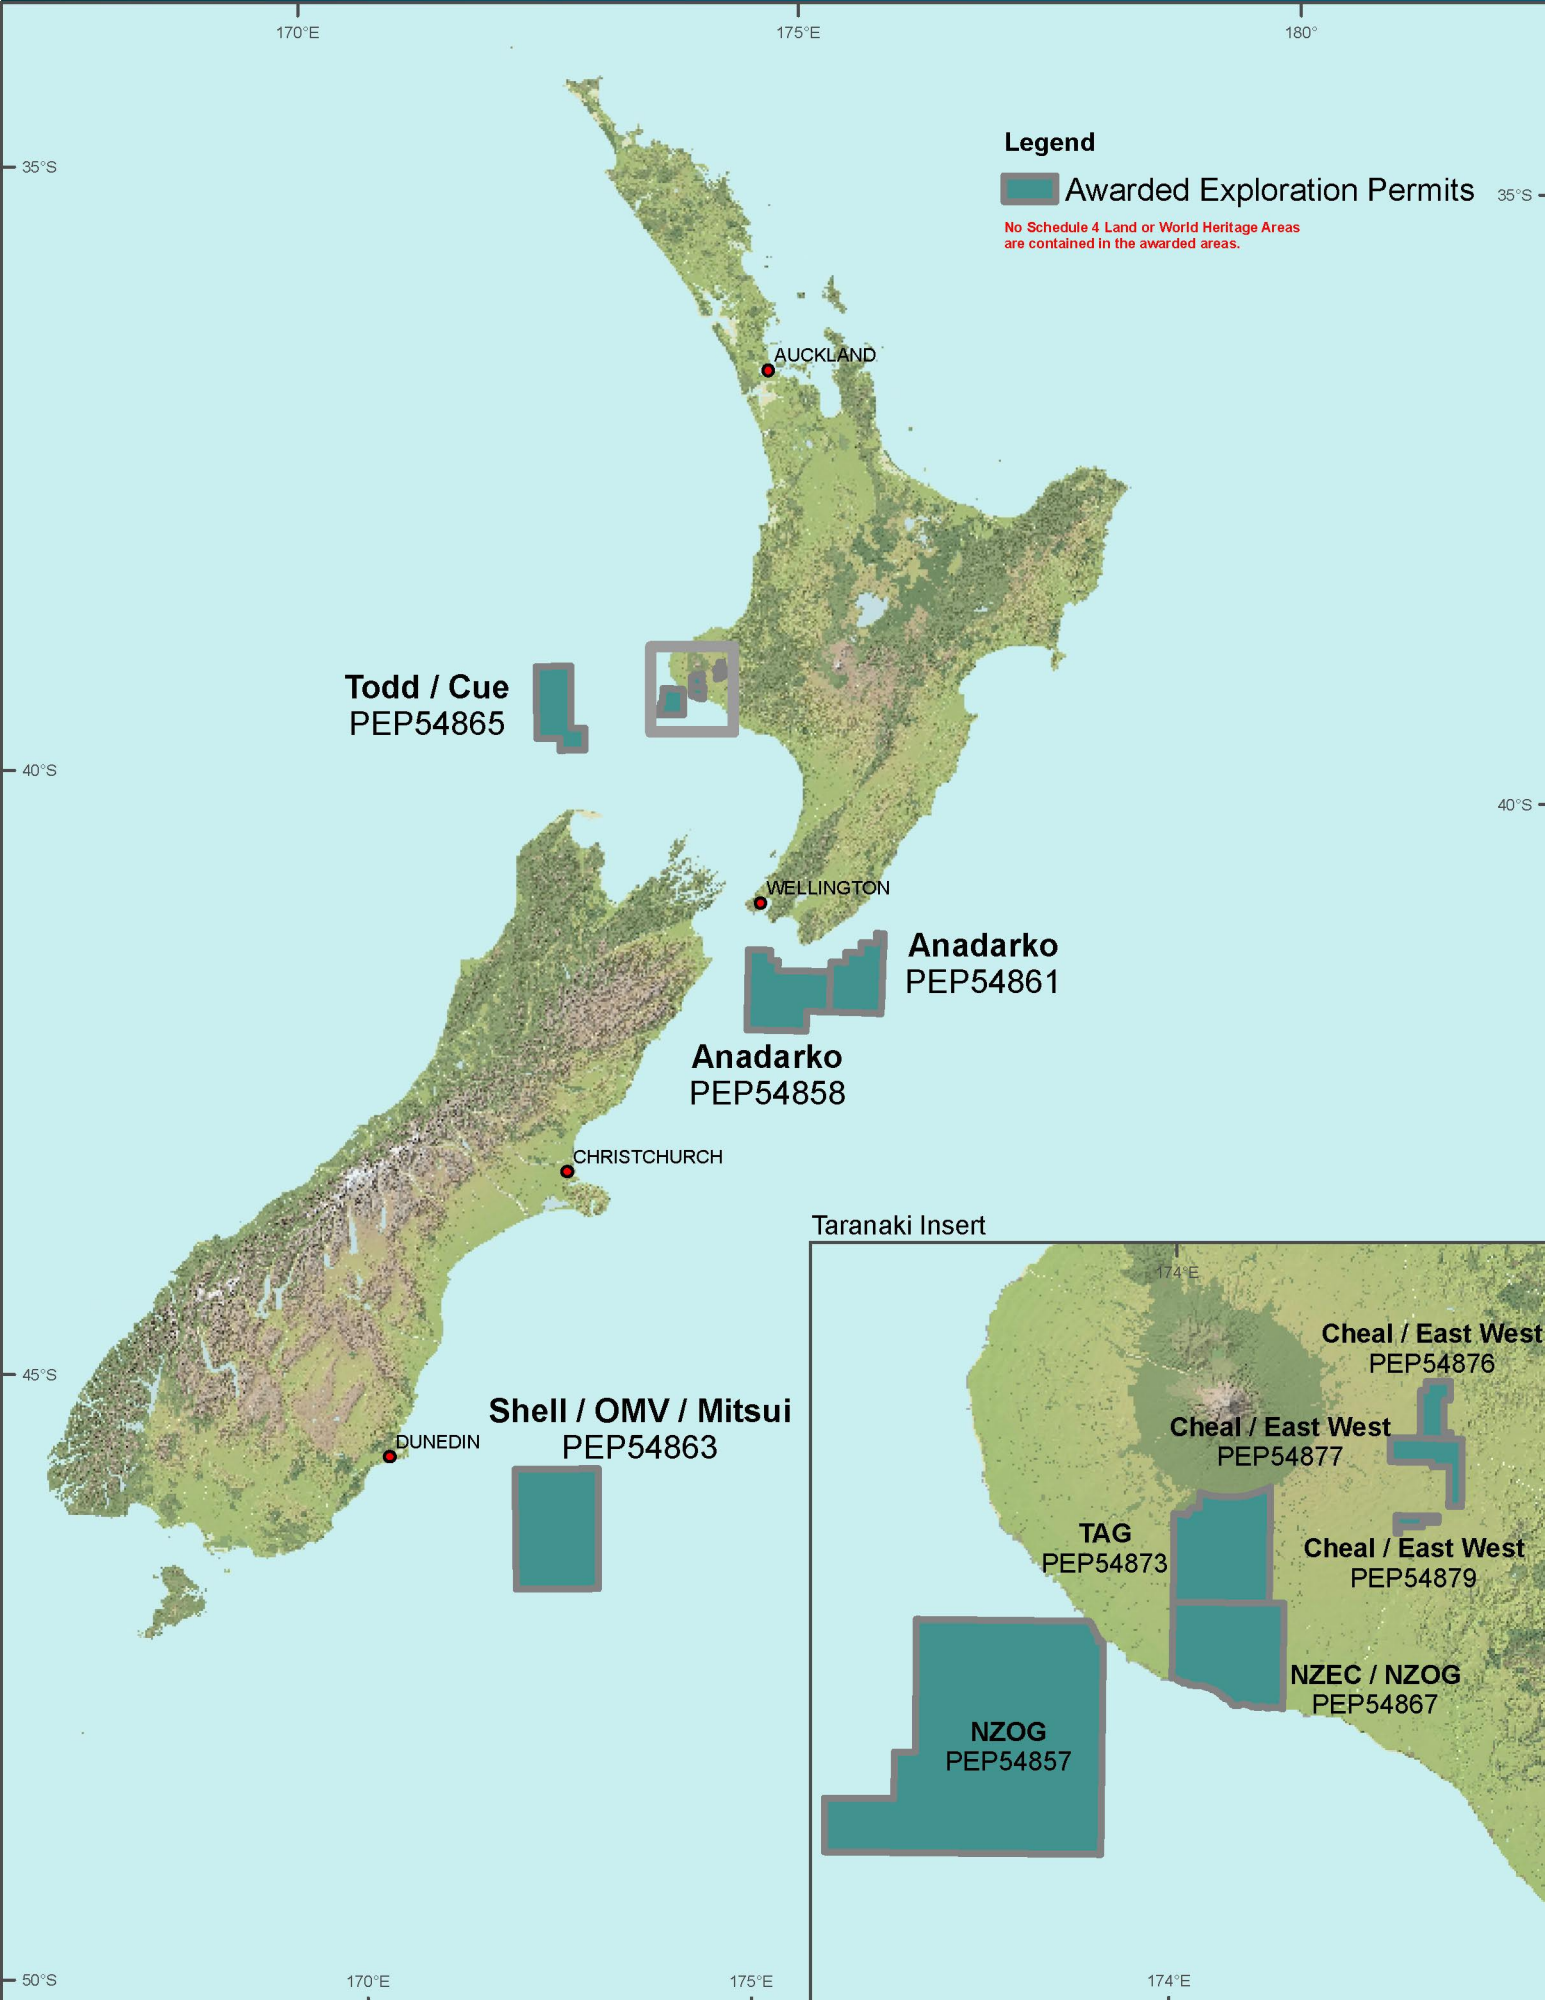 170°E
175°E
180°
35°S
Legend
Awarded Exploration Permits
35°S
No Schedule 4 Land or World Heritage Areas
are contained in the awarded areas.
AUCKLAND
Todd / Cue
PEP54865
40°S
40°S
WELLINGTON
Anadarko
PEP54861
Anadarko
PEP54858
CHRISTCHURCH
Taranaki Insert
174°E
Cheal / East West
PEP54876
45°S
Shell / OMV / Mitsui
PEP54863
DUNEDIN
Cheal / East West
PEP54877
TAG
PEP54873
Cheal / East West
PEP54879
NZEC / NZOG
PEP54867
NZOG
PEP54857
50°S
170°E
175°E
174°E